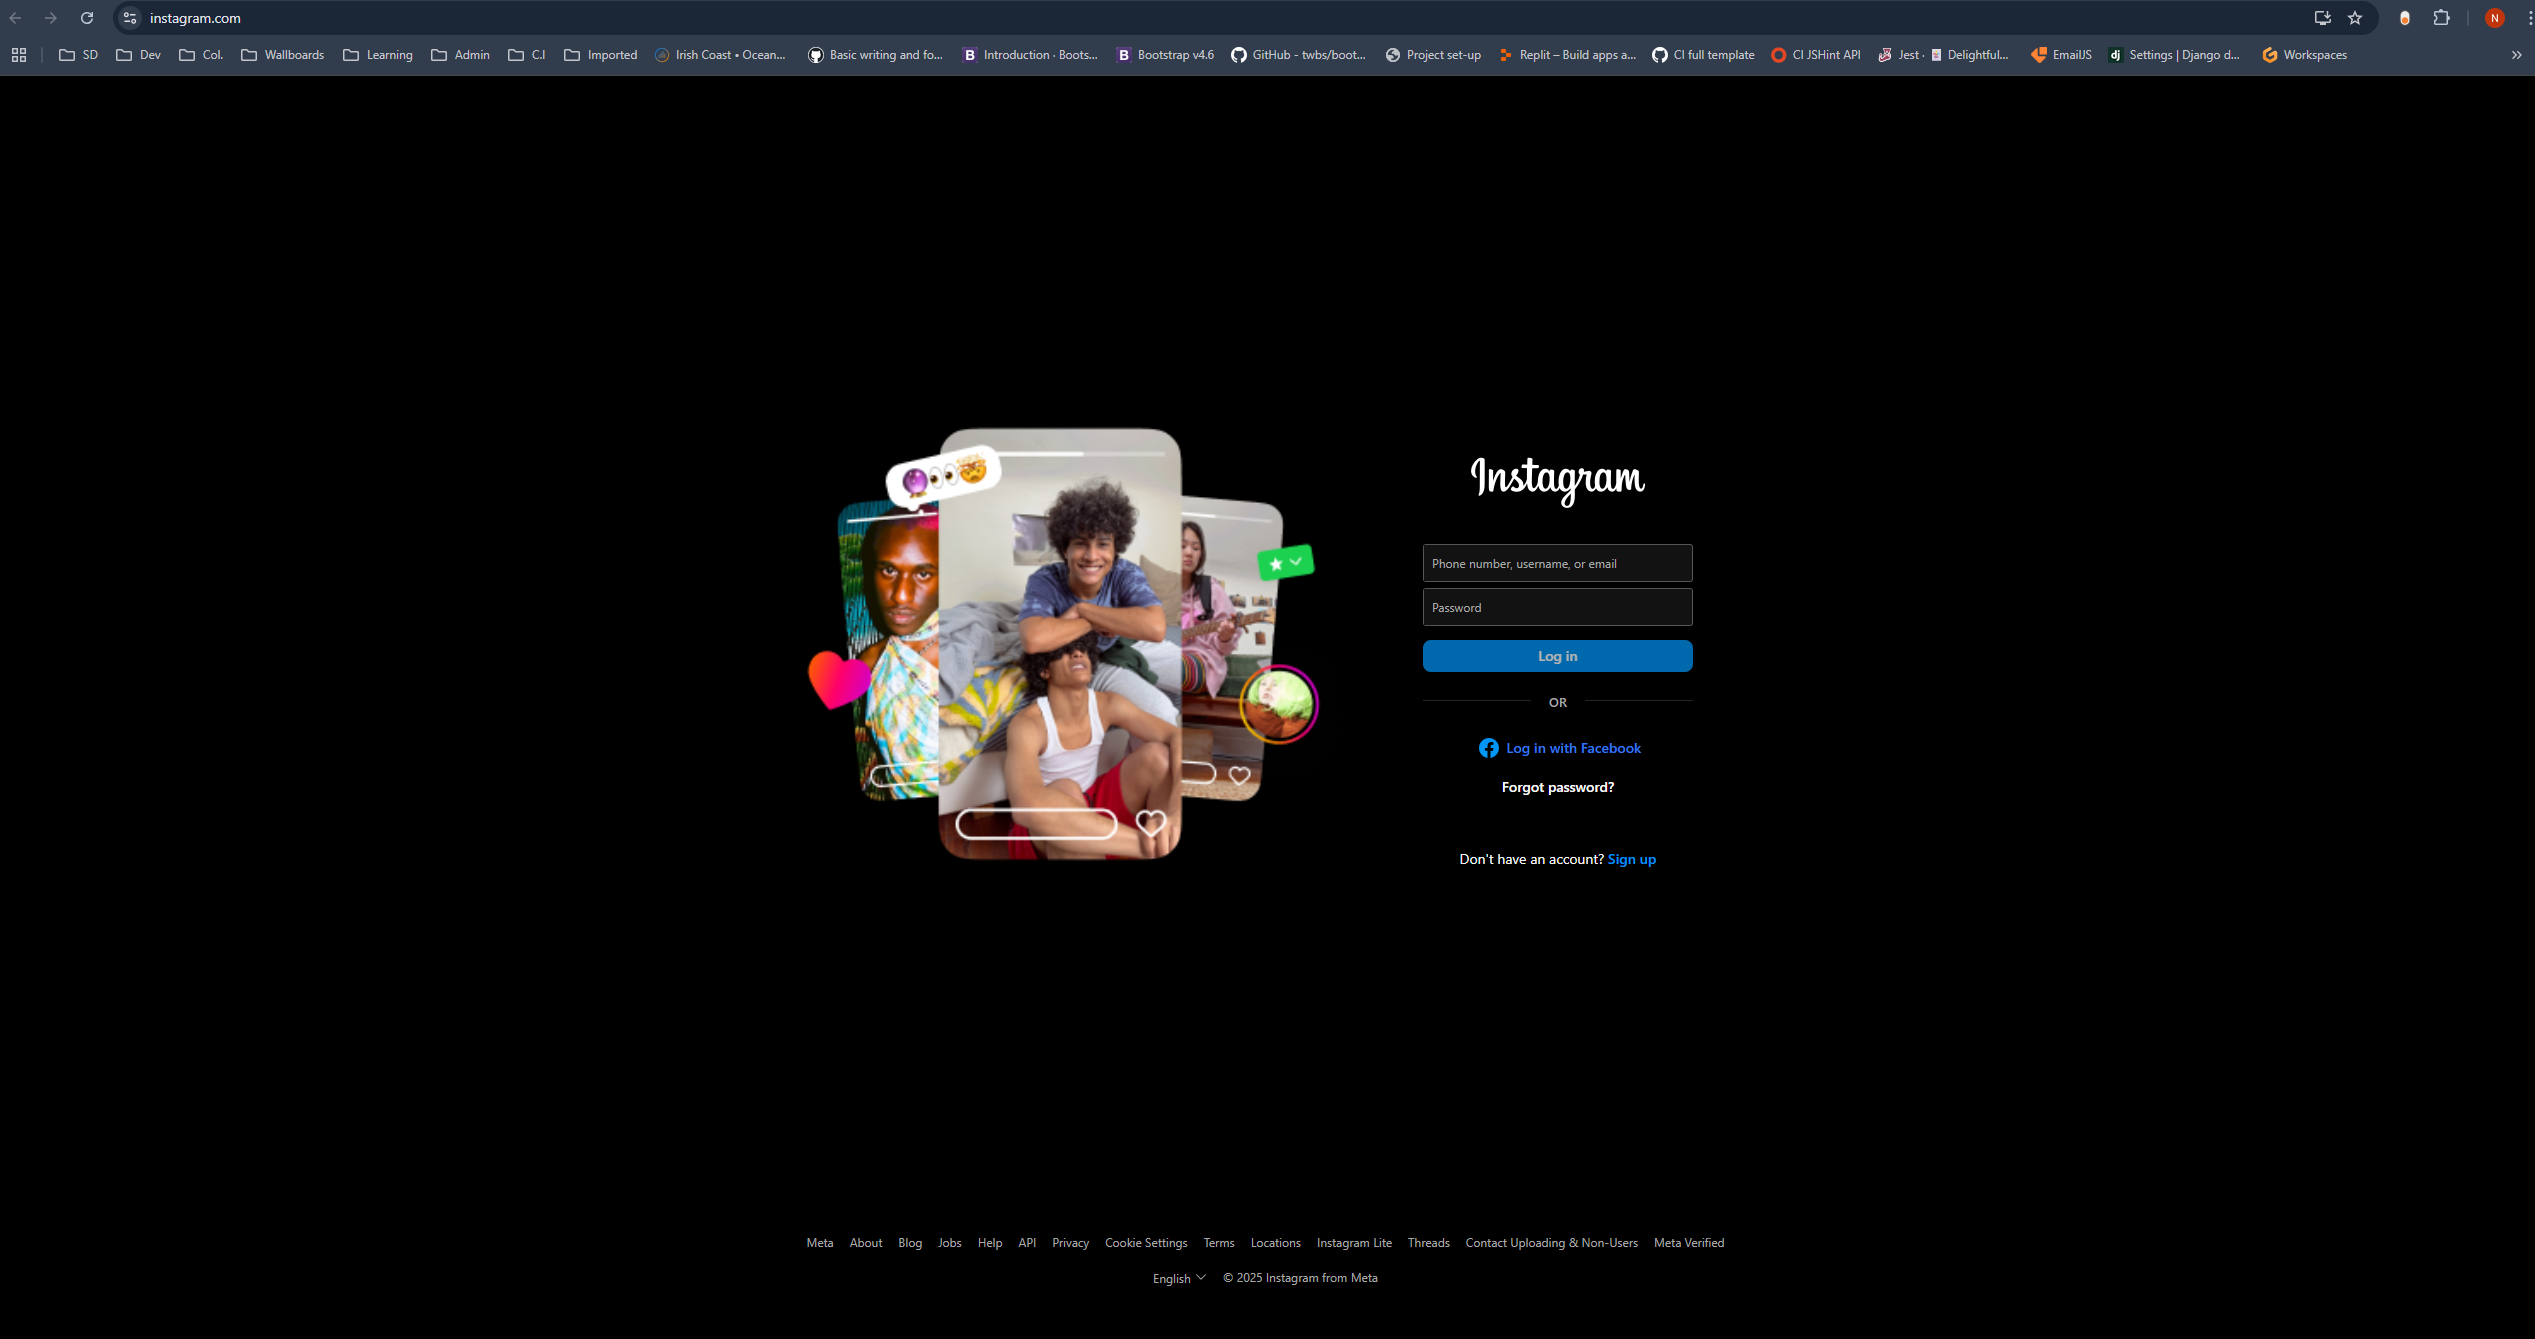 instagram.com
N
SD Dev Col. Wallboards Learning Admin C.I Imported Irish Coast • Ocean... Basic writing and fo... B Introduction · Boots... B Bootstrap v4.6 GitHub - twbs/boot... Project set-up Replit – Build apps a... CI full template CI JSHint API Jest · Delightful... EmailJS dj Settings | Django d... Workspaces
Instagram
Phone number, username, or email
Password
Log in
OR
Log in with Facebook
Forgot password?
Don't have an account? Sign up
Meta About Blog Jobs Help API Privacy Cookie Settings Terms Locations Instagram Lite Threads Contact Uploading & Non-Users Meta Verified
English © 2025 Instagram from Meta